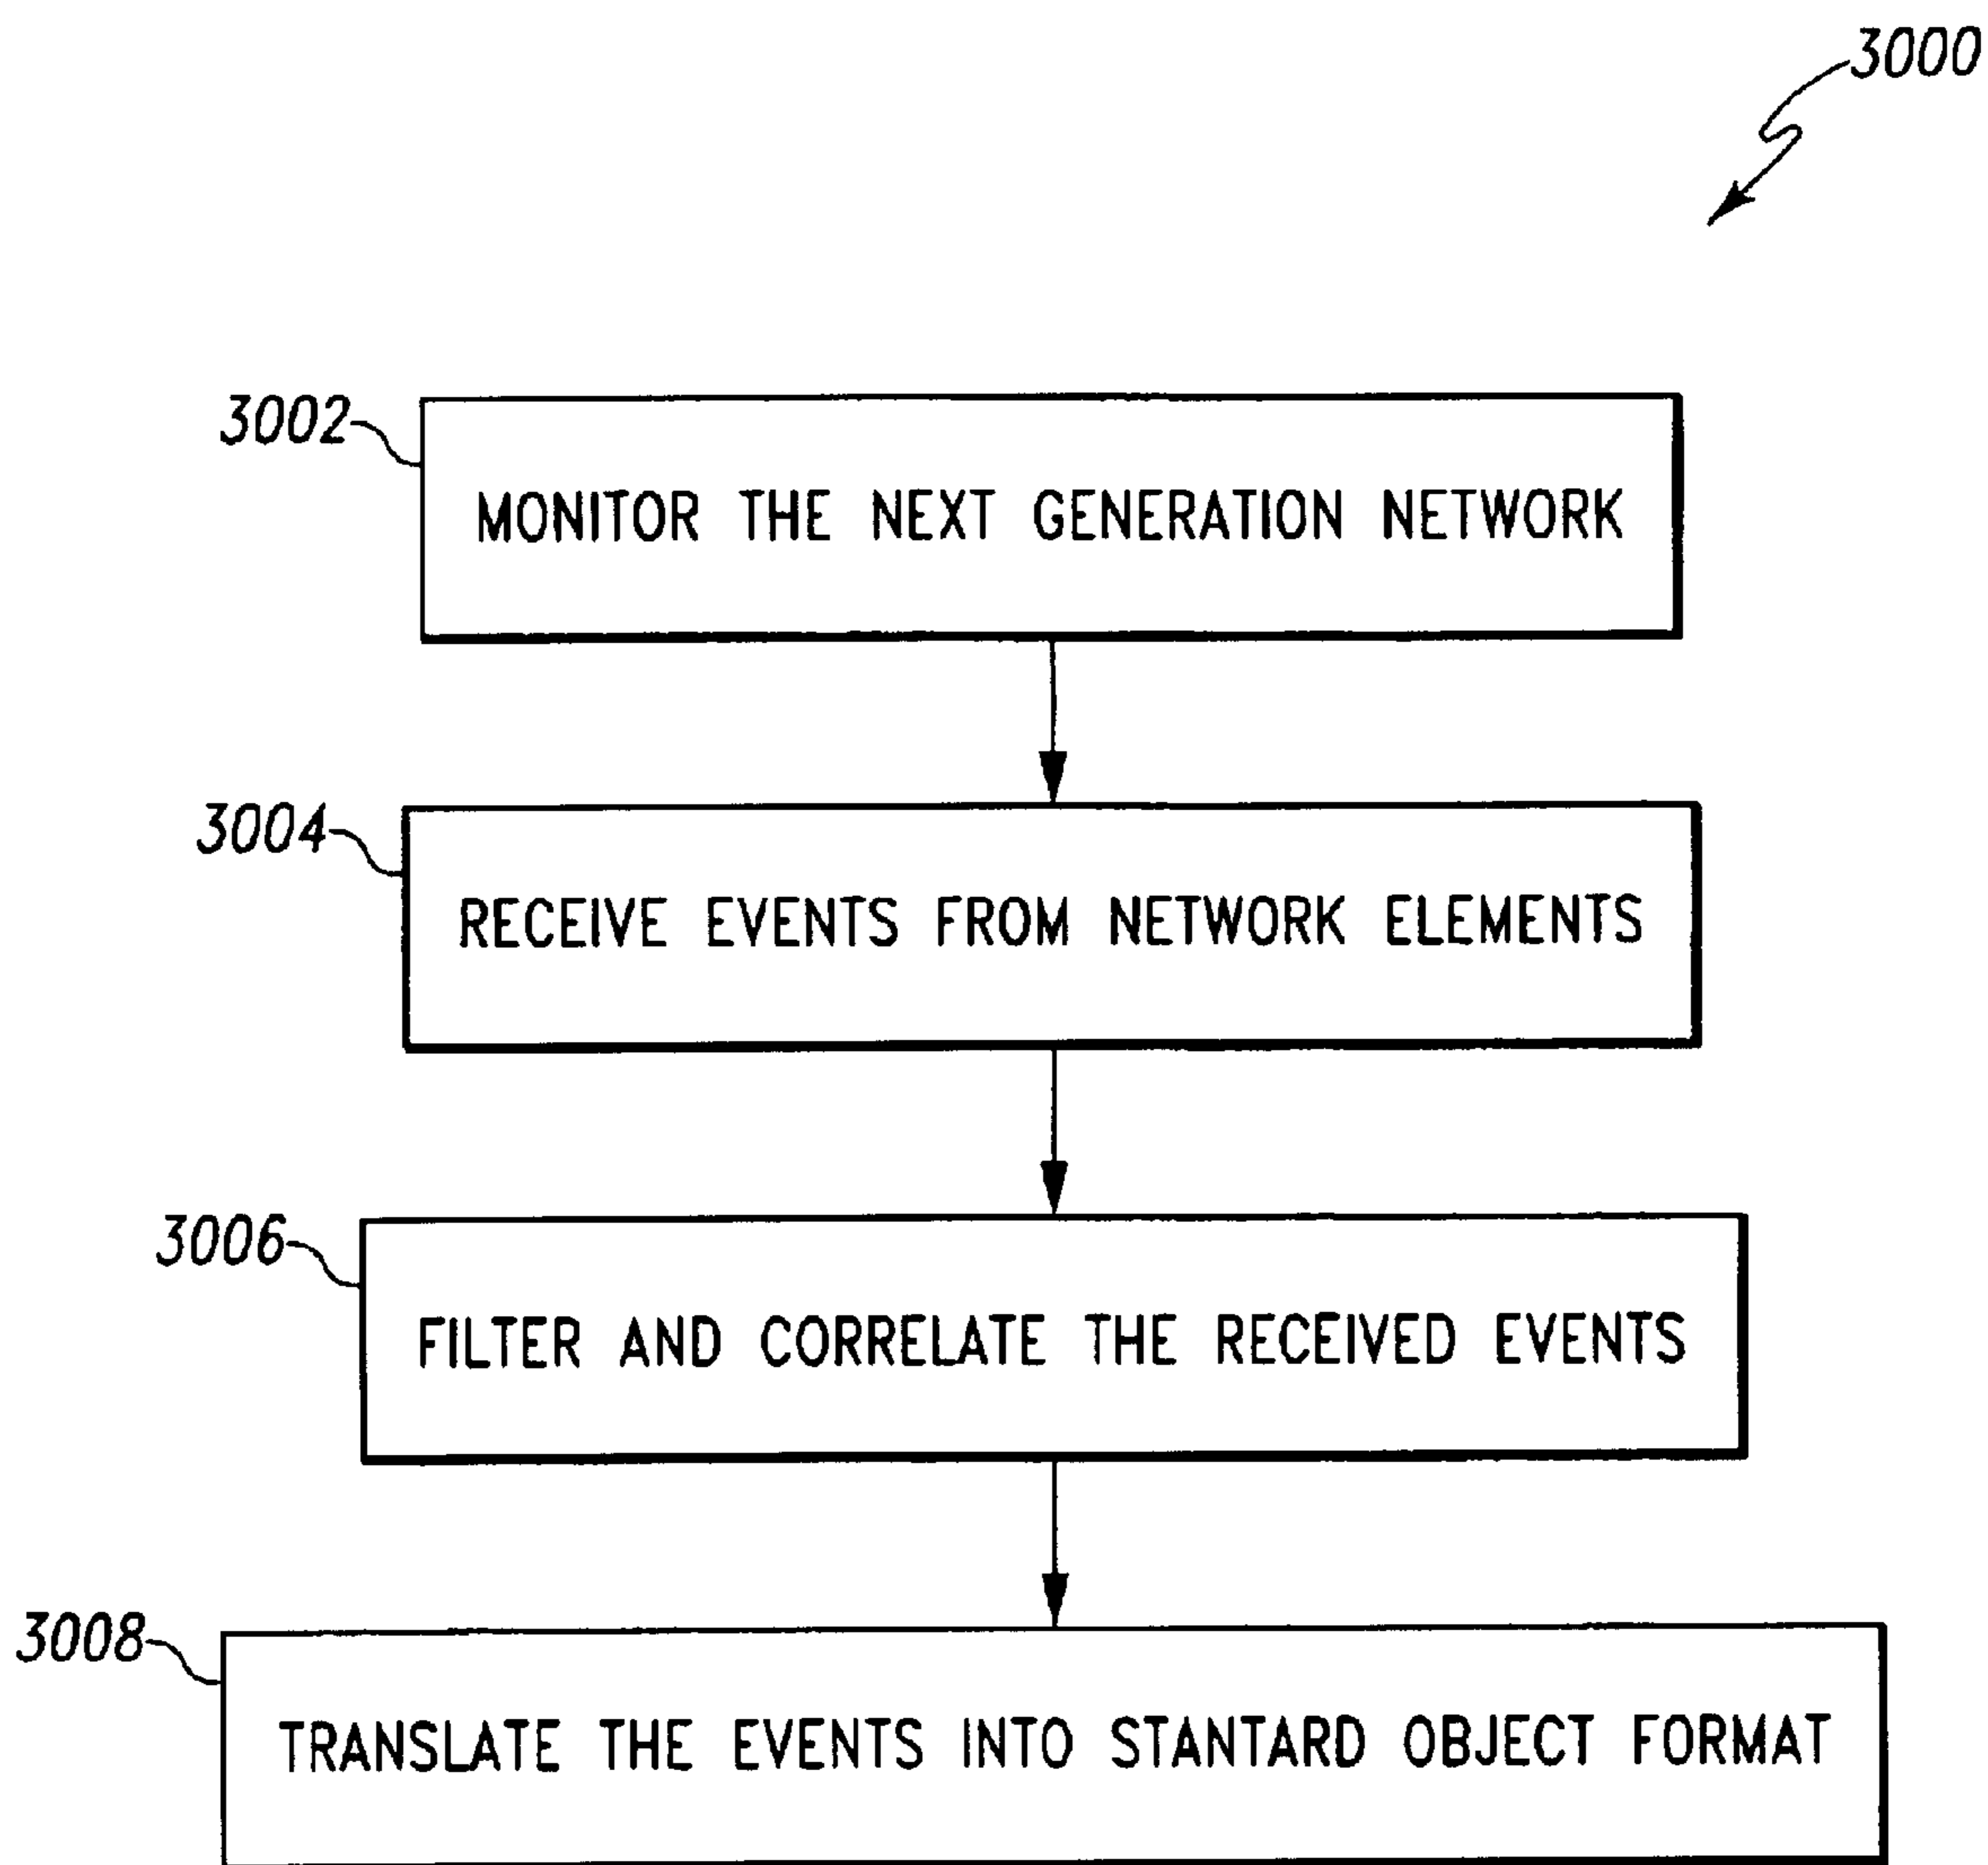 3000
3002
MONITOR THE NEXT GENERATION NETWORK
3004
RECEIVE EVENTS FROM NETWORK ELEMENTS
3006
FILTER AND CORRELATE THE RECEIVED EVENTS
3008
TRANSLATE THE EVENTS INTO STANTARD OBJECT FORMAT